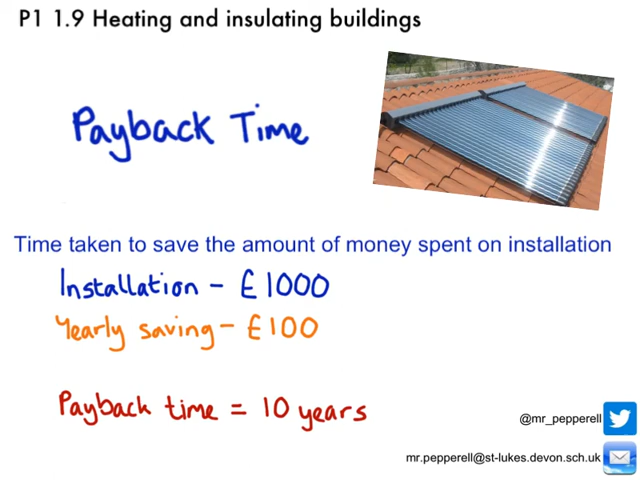 P1 1.9 Heating and insulating buildings
Payback Time
Time taken to save the amount of money spent on installation
Installation - £1000
Yearly saving - £100
Payback time = 10 years
@mr_pepperell
mr.pepperell@st-lukes.devon.sch.uk